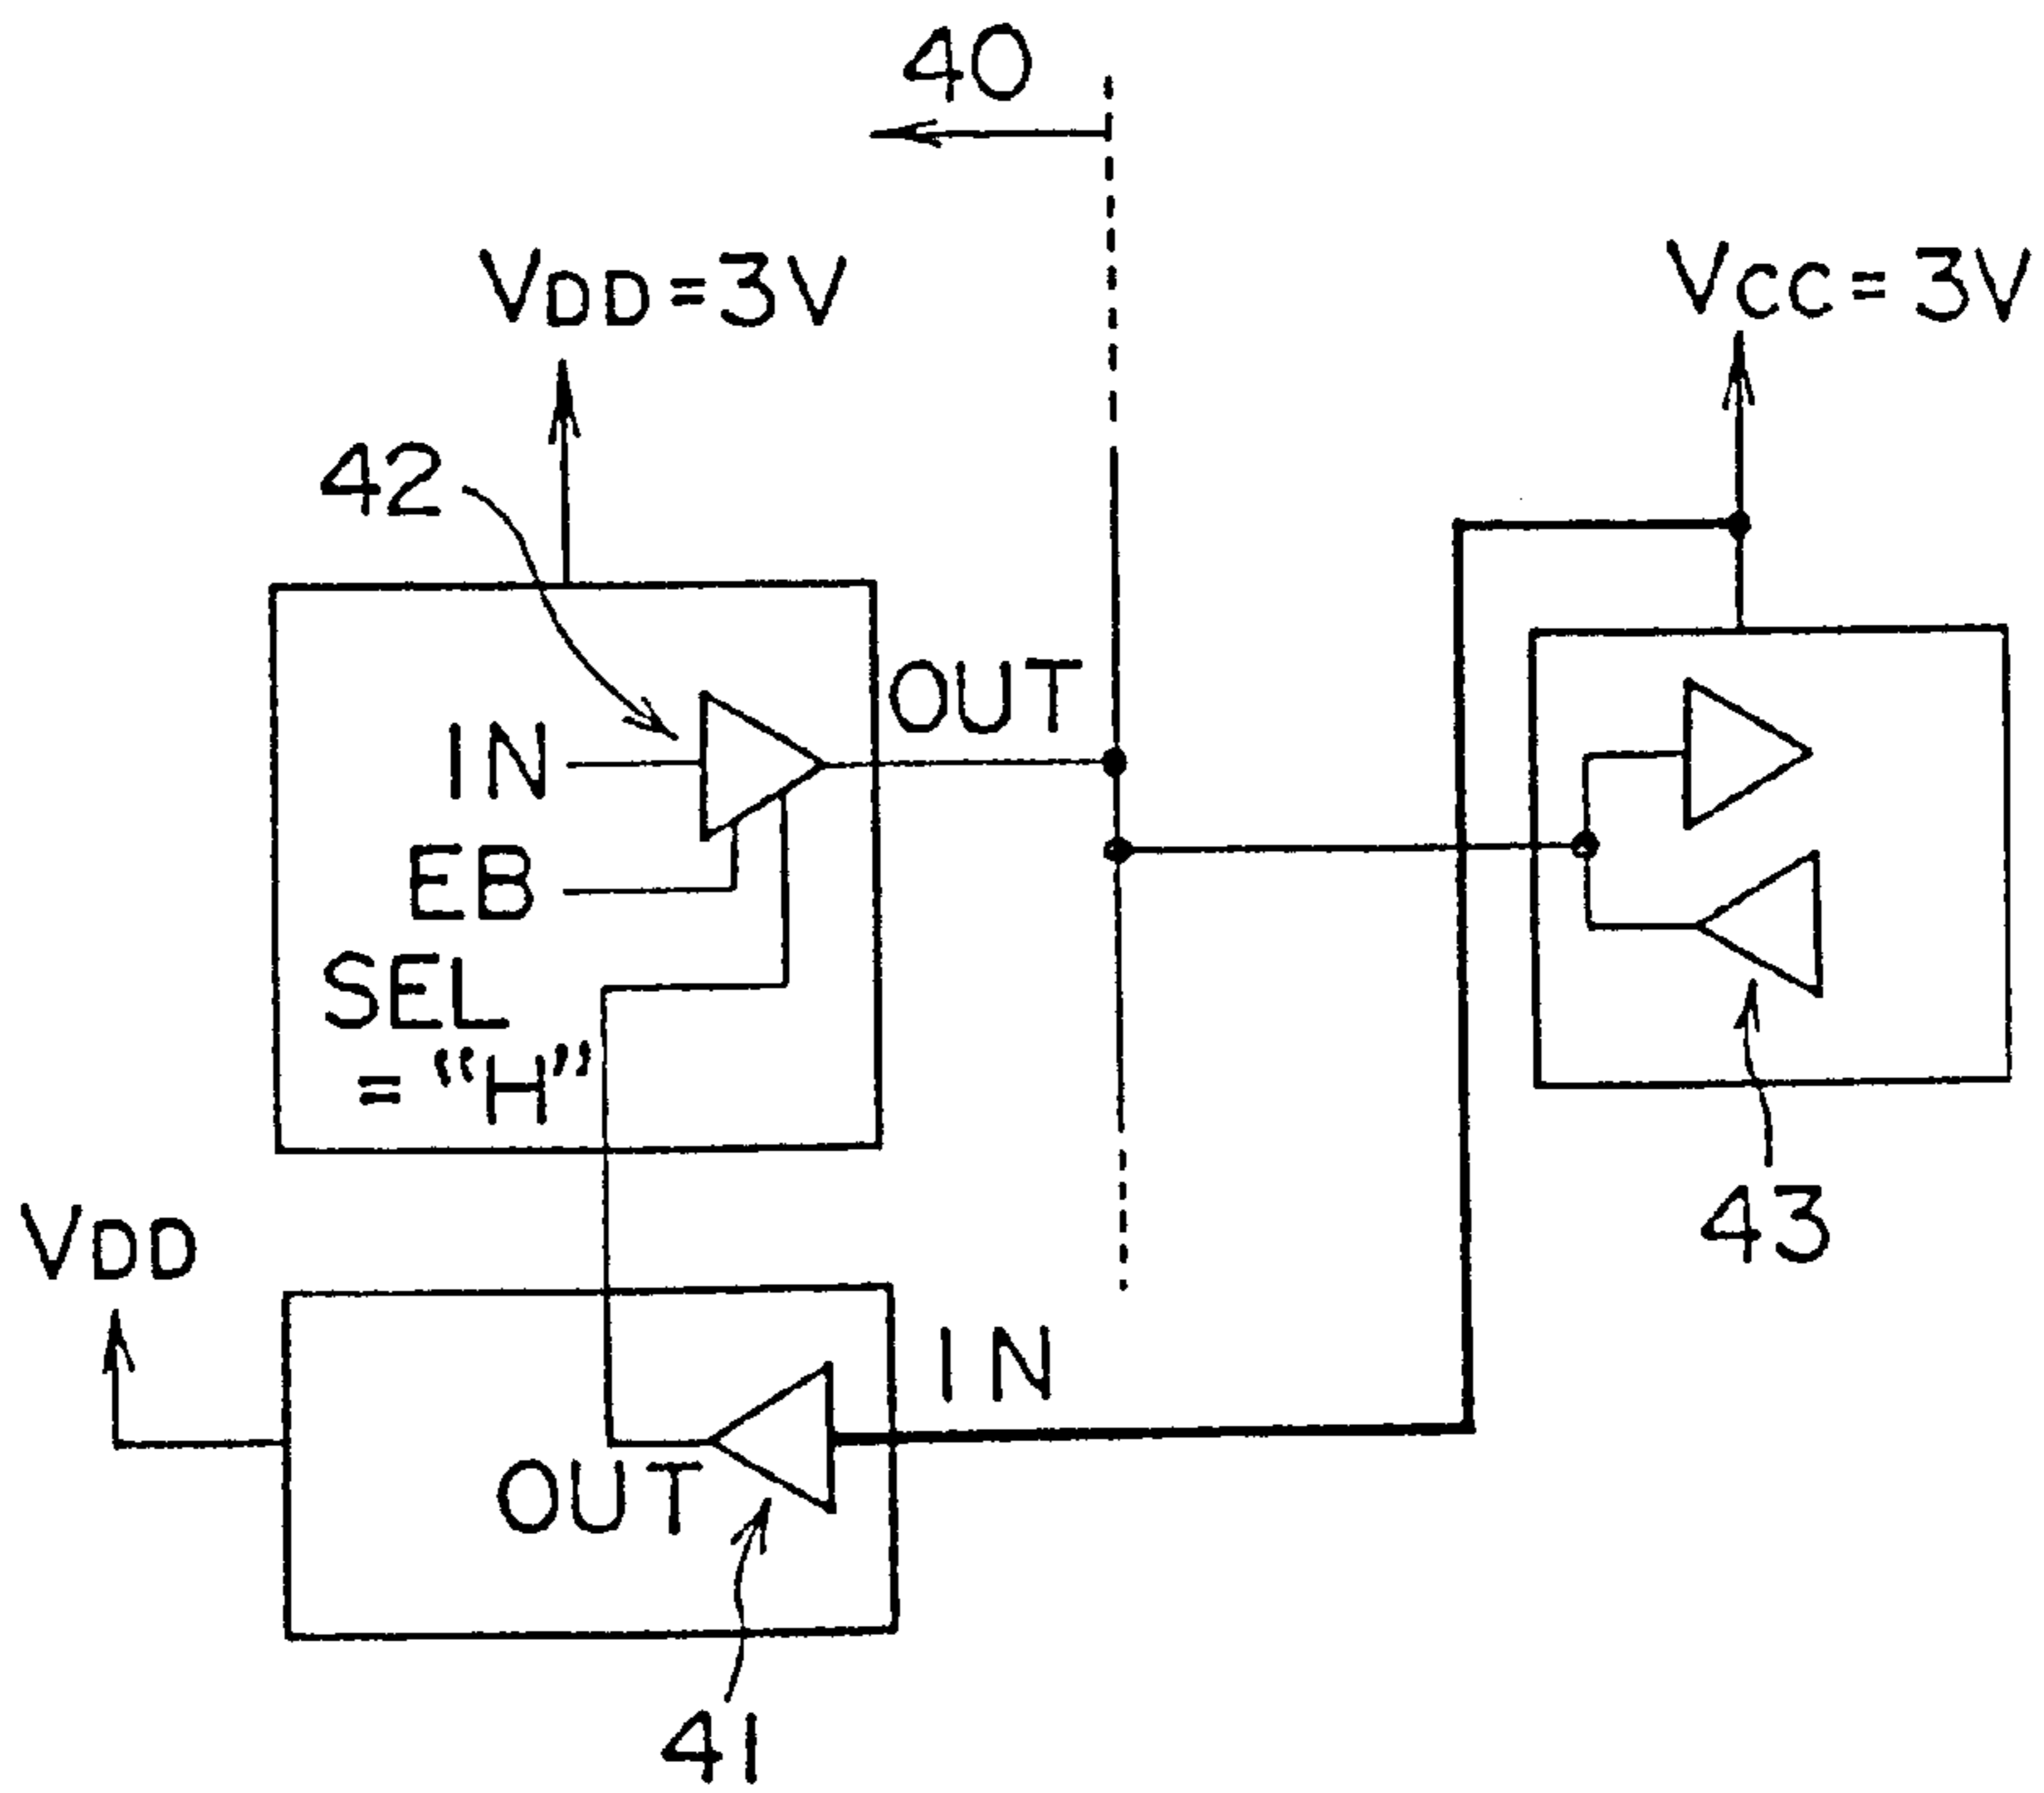 40
VDD=3V
VCC=3V
42
OUT
IN
EB
SEL
="H"
43
VDD
IN
OUT
41